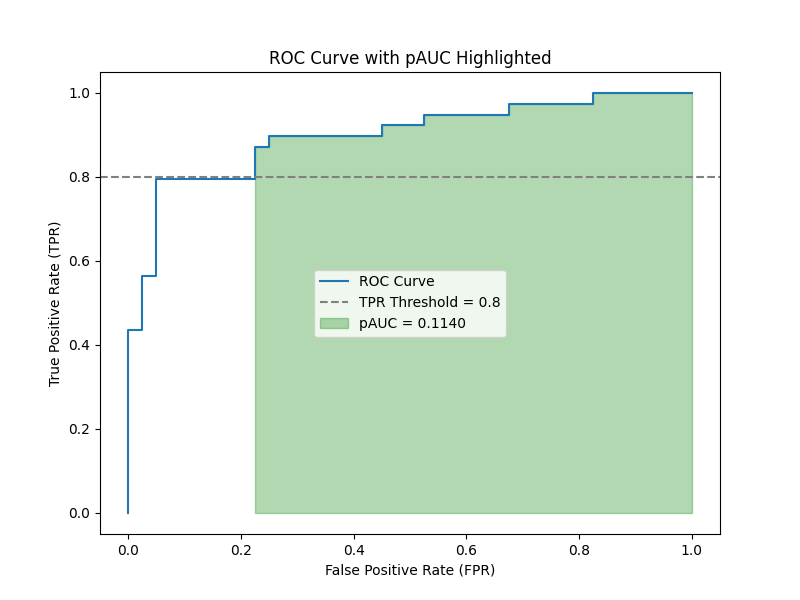 ROC Curve with pAUC Highlighted
True Positive Rate (TPR)
1.0
0.8
0.6
0.4
0.2
0.0
ROC Curve
TPR Threshold = 0.8
pAUC = 0.1140
0.0 0.2 0.4 0.6 0.8 1.0
False Positive Rate (FPR)